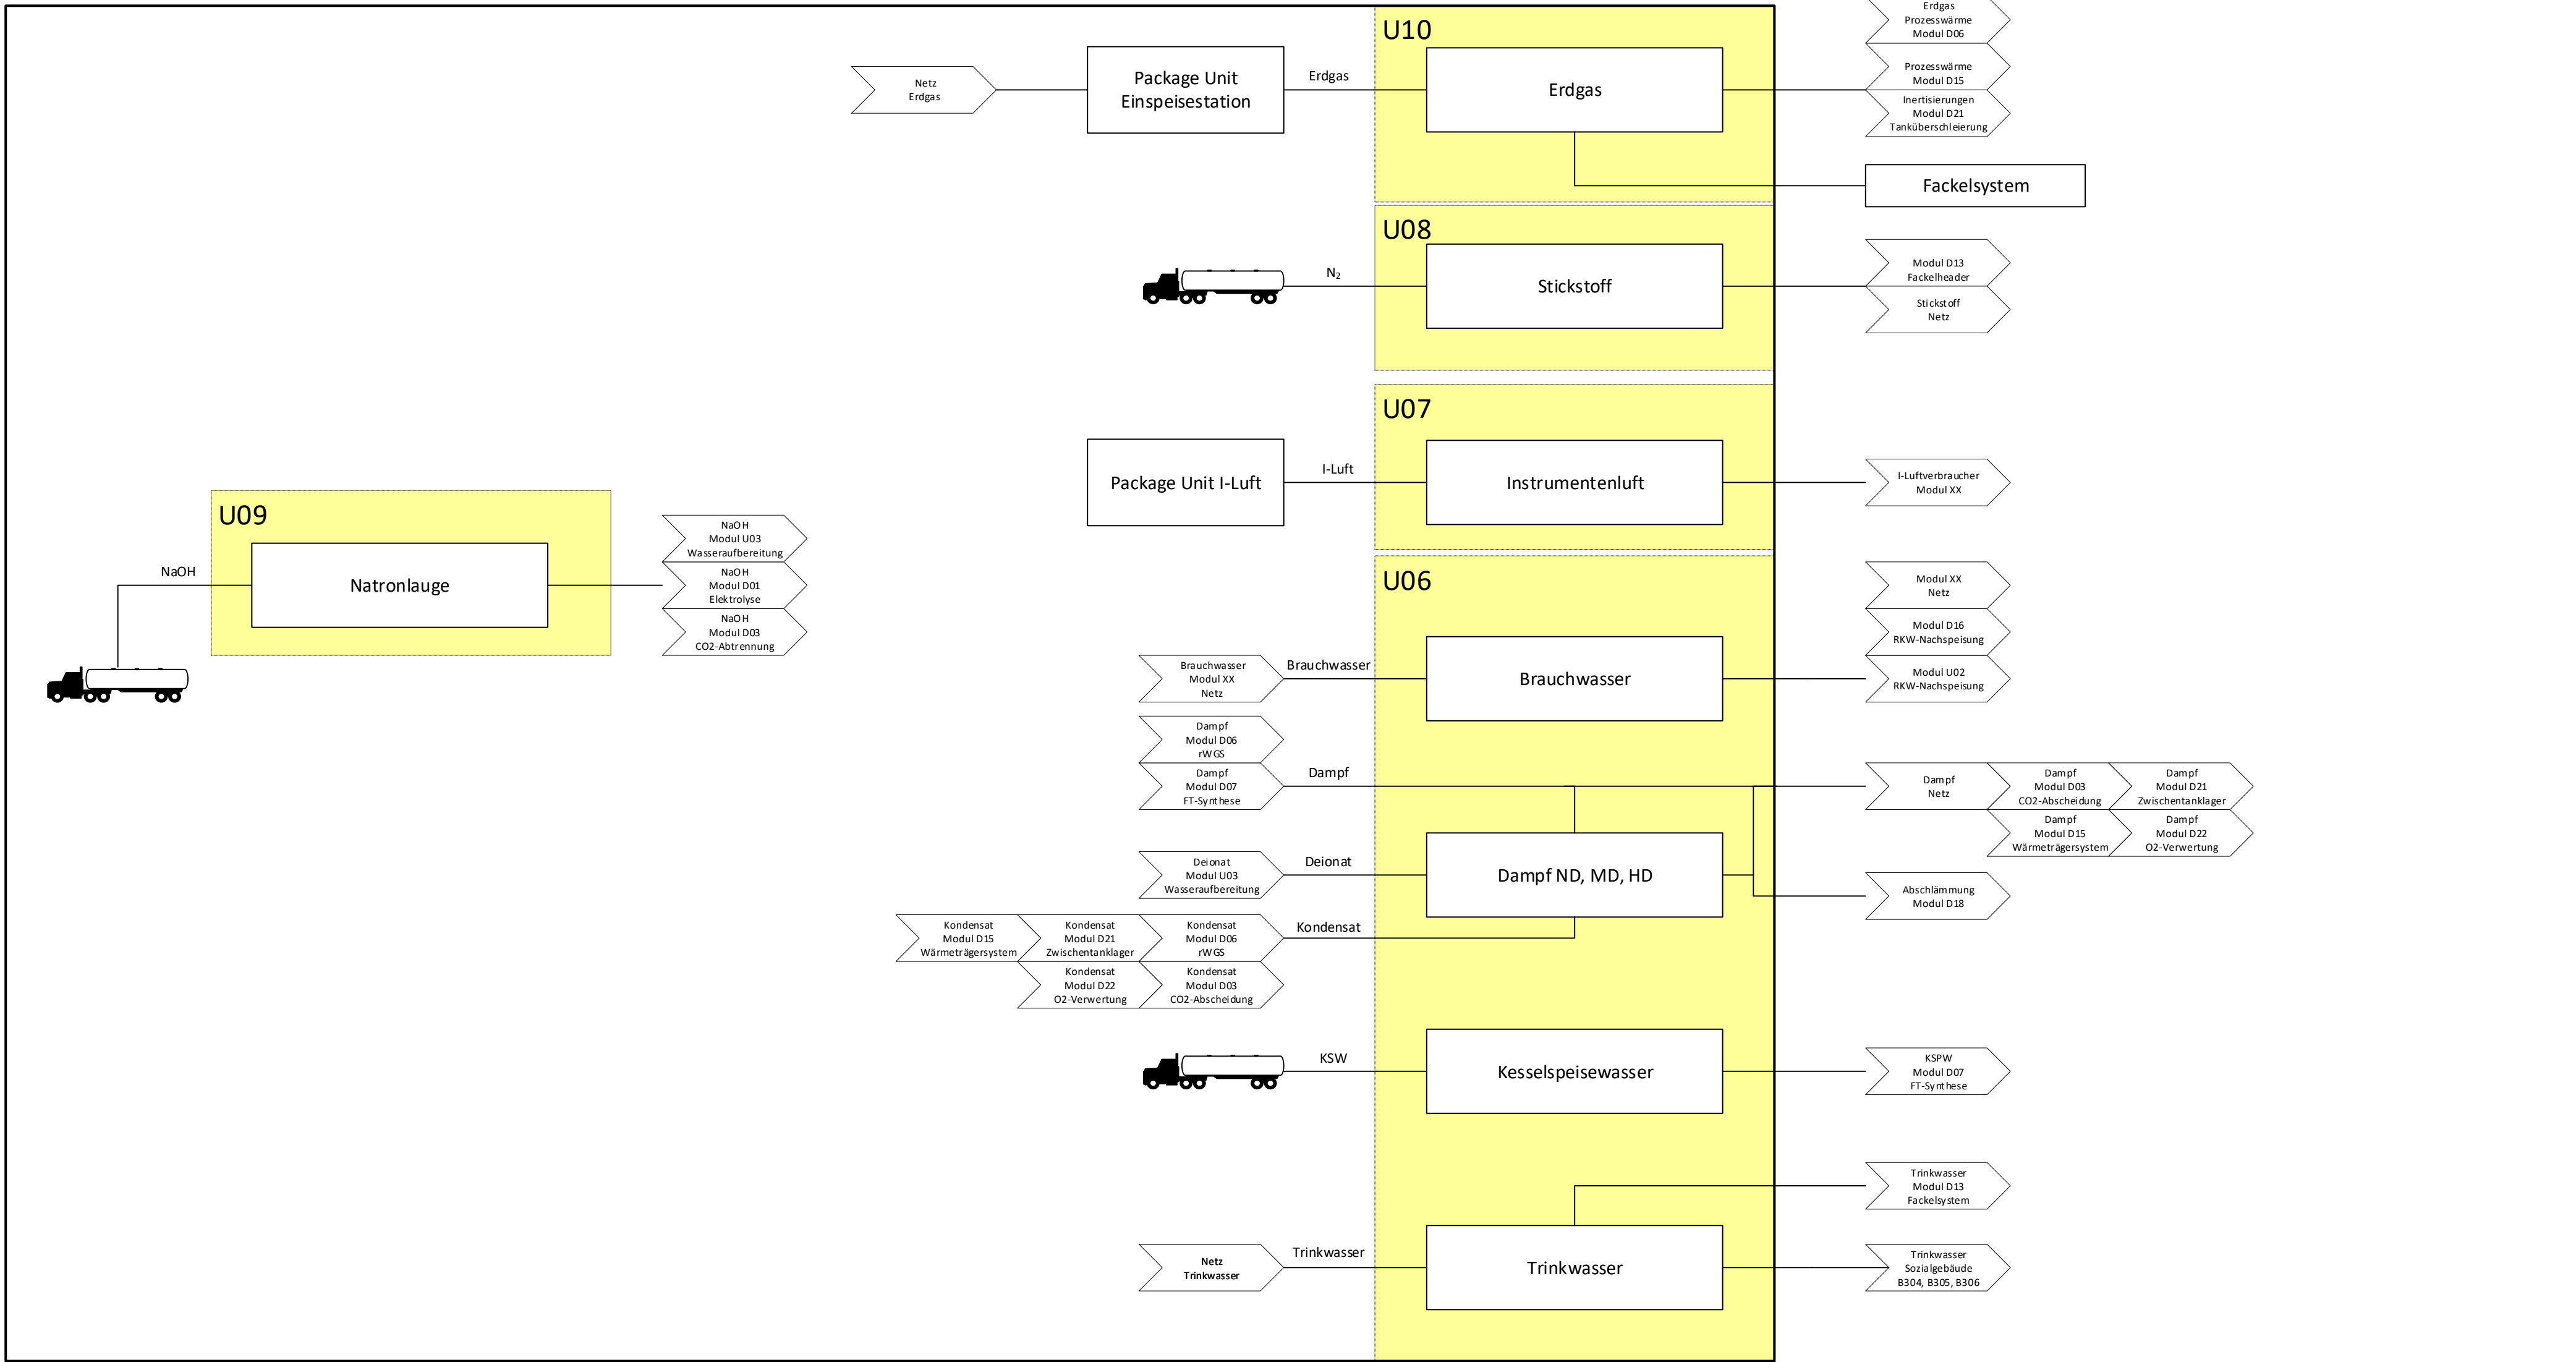 U10
Netz
Erdgas
Package Unit
Einspeisestation
Erdgas
Erdgas
Erdgas
Prozesswärme
Modul D06
Prozesswärme
Modul D15
Inertisierungen
Modul D21
Tanküberschleierung
Fackelsystem
U08
N₂
Stickstoff
Modul D13
Fackelheader
Stickstoff
Netz
U07
Package Unit I-Luft
I-Luft
Instrumentenluft
I-Luftverbraucher
Modul XX
U09
NaOH
Natronlauge
NaOH
Modul U03
Wasseraufbereitung
NaOH
Modul D01
Elektrolyse
NaOH
Modul D03
CO2-Abtrennung
U06
Brauchwasser
Modul XX
Netz
Brauchwasser
Brauchwasser
Modul XX
Netz
Modul D16
RKW-Nachspeisung
Modul U02
RKW-Nachspeisung
Dampf
Modul D06
rWGS
Dampf
Modul D07
FT-Synthese
Dampf
Dampf
Netz
Dampf
Modul D03
CO2-Abscheidung
Dampf
Modul D21
Zwischentanklager
Dampf
Modul D15
Wärmeträgersystem
Dampf
Modul D22
O2-Verwertung
Deionat
Modul U03
Wasseraufbereitung
Deionat
Dampf ND, MD, HD
Abschlämmung
Modul D18
Kondensat
Modul D15
Wärmeträgersystem
Kondensat
Modul D21
Zwischentanklager
Kondensat
Modul D06
rWGS
Kondensat
Kondensat
Modul D22
O2-Verwertung
Kondensat
Modul D03
CO2-Abscheidung
KSW
Kesselspeisewasser
KSPW
Modul D07
FT-Synthese
Trinkwasser
Modul D13
Fackelsystem
Netz
Trinkwasser
Trinkwasser
Trinkwasser
Trinkwasser
Sozialgebäude
B304, B305, B306